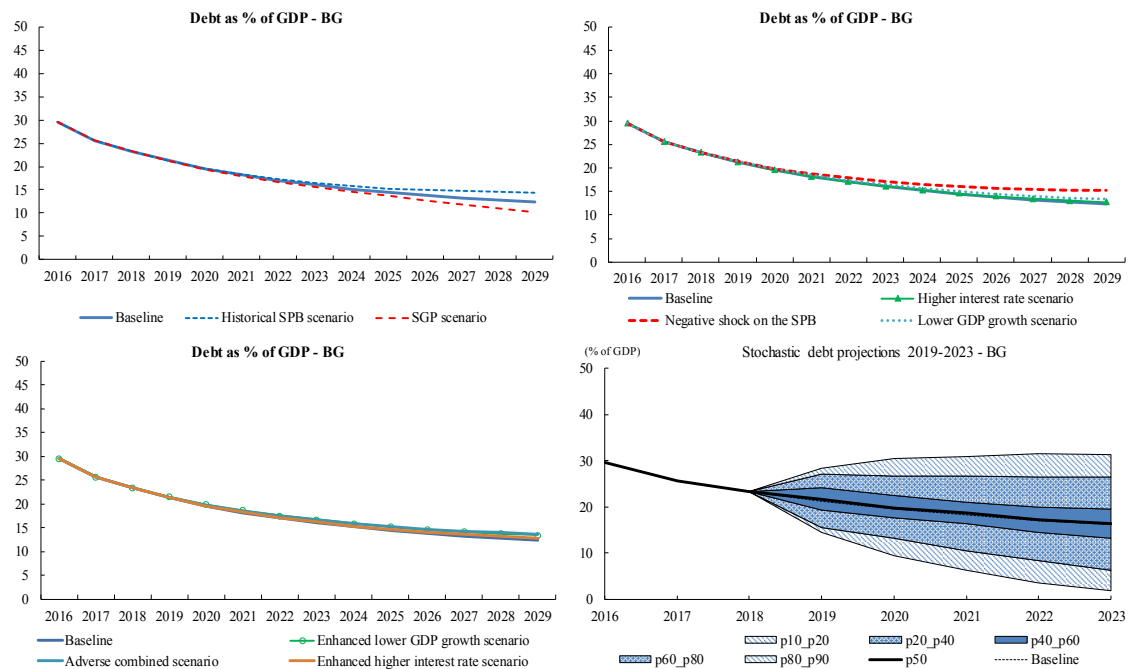 Debt as % of GDP - BG
50
45
40
35
30
25
20
15
10
5
0
2016 2017 2018 2019 2020 2021 2022 2023 2024 2025 2026 2027 2028 2029
Baseline Historical SPB scenario SGP scenario
Debt as % of GDP - BG
50
45
40
35
30
25
20
15
10
5
0
2016 2017 2018 2019 2020 2021 2022 2023 2024 2025 2026 2027 2028 2029
Baseline Higher interest rate scenario
Negative shock on the SPB Lower GDP growth scenario
Debt as % of GDP - BG
50
45
40
35
30
25
20
15
10
5
0
2016 2017 2018 2019 2020 2021 2022 2023 2024 2025 2026 2027 2028 2029
Baseline Enhanced lower GDP growth scenario
Adverse combined scenario Enhanced higher interest rate scenario
(% of GDP) Stochastic debt projections 2019-2023 - BG
50
40
30
20
10
0
2016 2017 2018 2019 2020 2021 2022 2023
p10_p20 p20_p40 p40_p60
p60_p80 p80_p90 p50 Baseline